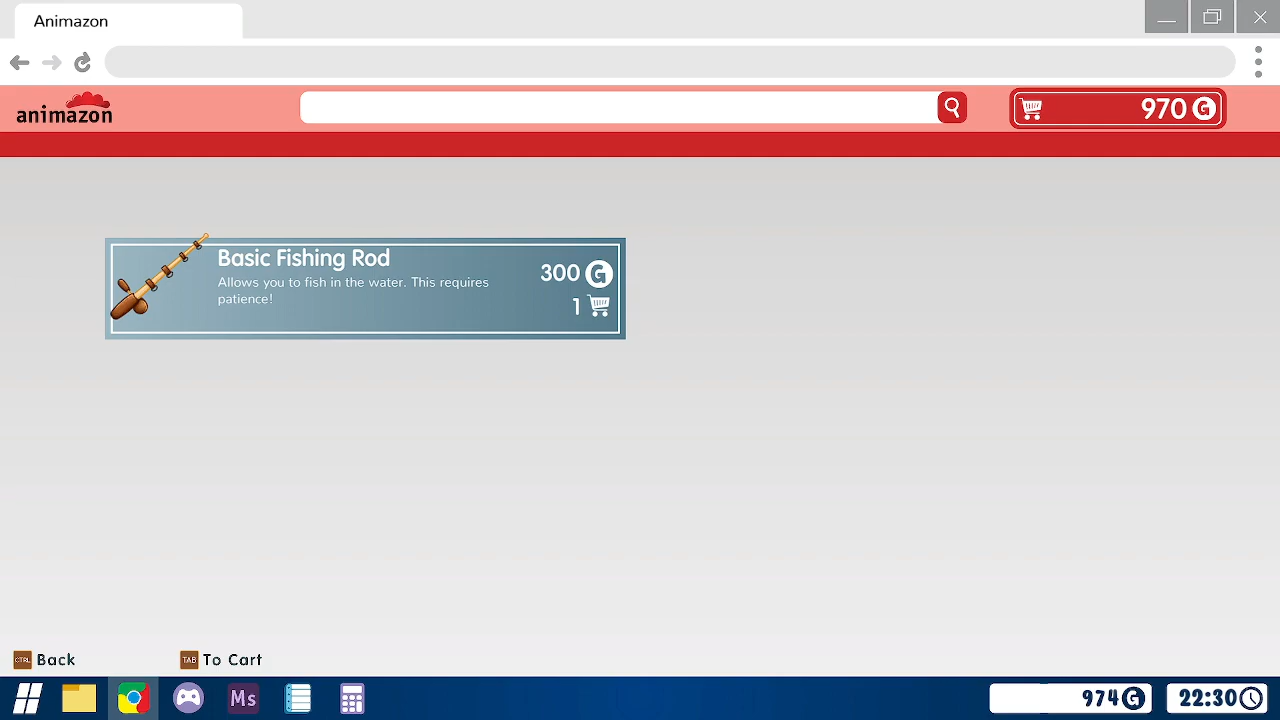 Animazon
animazon
970 G
Basic Fishing Rod
Allows you to fish in the water. This requires
patience!
300 G
1
CTRL Back
TAB To Cart
Ms
974 G
22:30